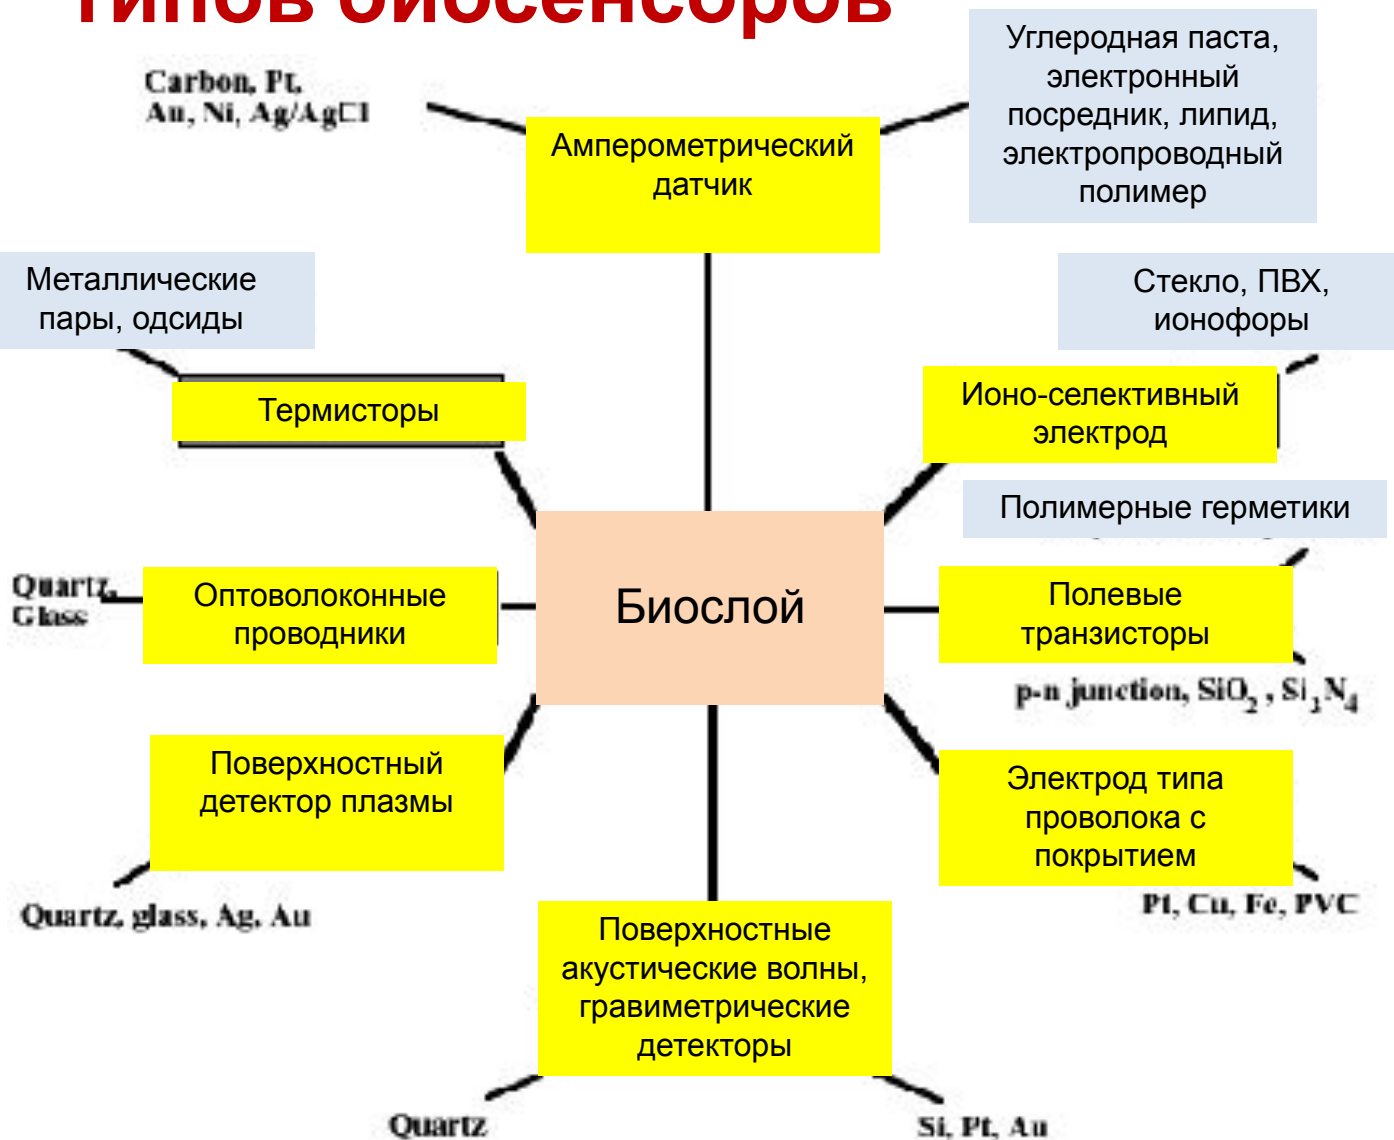 типов биосенсоров
Carbon, Pt,
Au, Ni, Ag/AgCl
Углеродная паста,
электронный
посредник, липид,
электропроводный
полимер
Амперометрический
датчик
Металлические
пары, одсиды
Стекло, ПВХ,
ионофоры
Термисторы
Ионо-селективный
электрод
Полимерные герметики
Quartz,
Glass
Оптоволоконные
проводники
Биослой
Полевые
транзисторы
p-n junction, SiO₂ , Si₃N₄
Поверхностный
детектор плазмы
Электрод типа
проволока с
покрытием
Quartz, glass, Ag, Au
Pt, Cu, Fe, PVC
Поверхностные
акустические волны,
гравиметрические
детекторы
Quartz
Si, Pt, Au